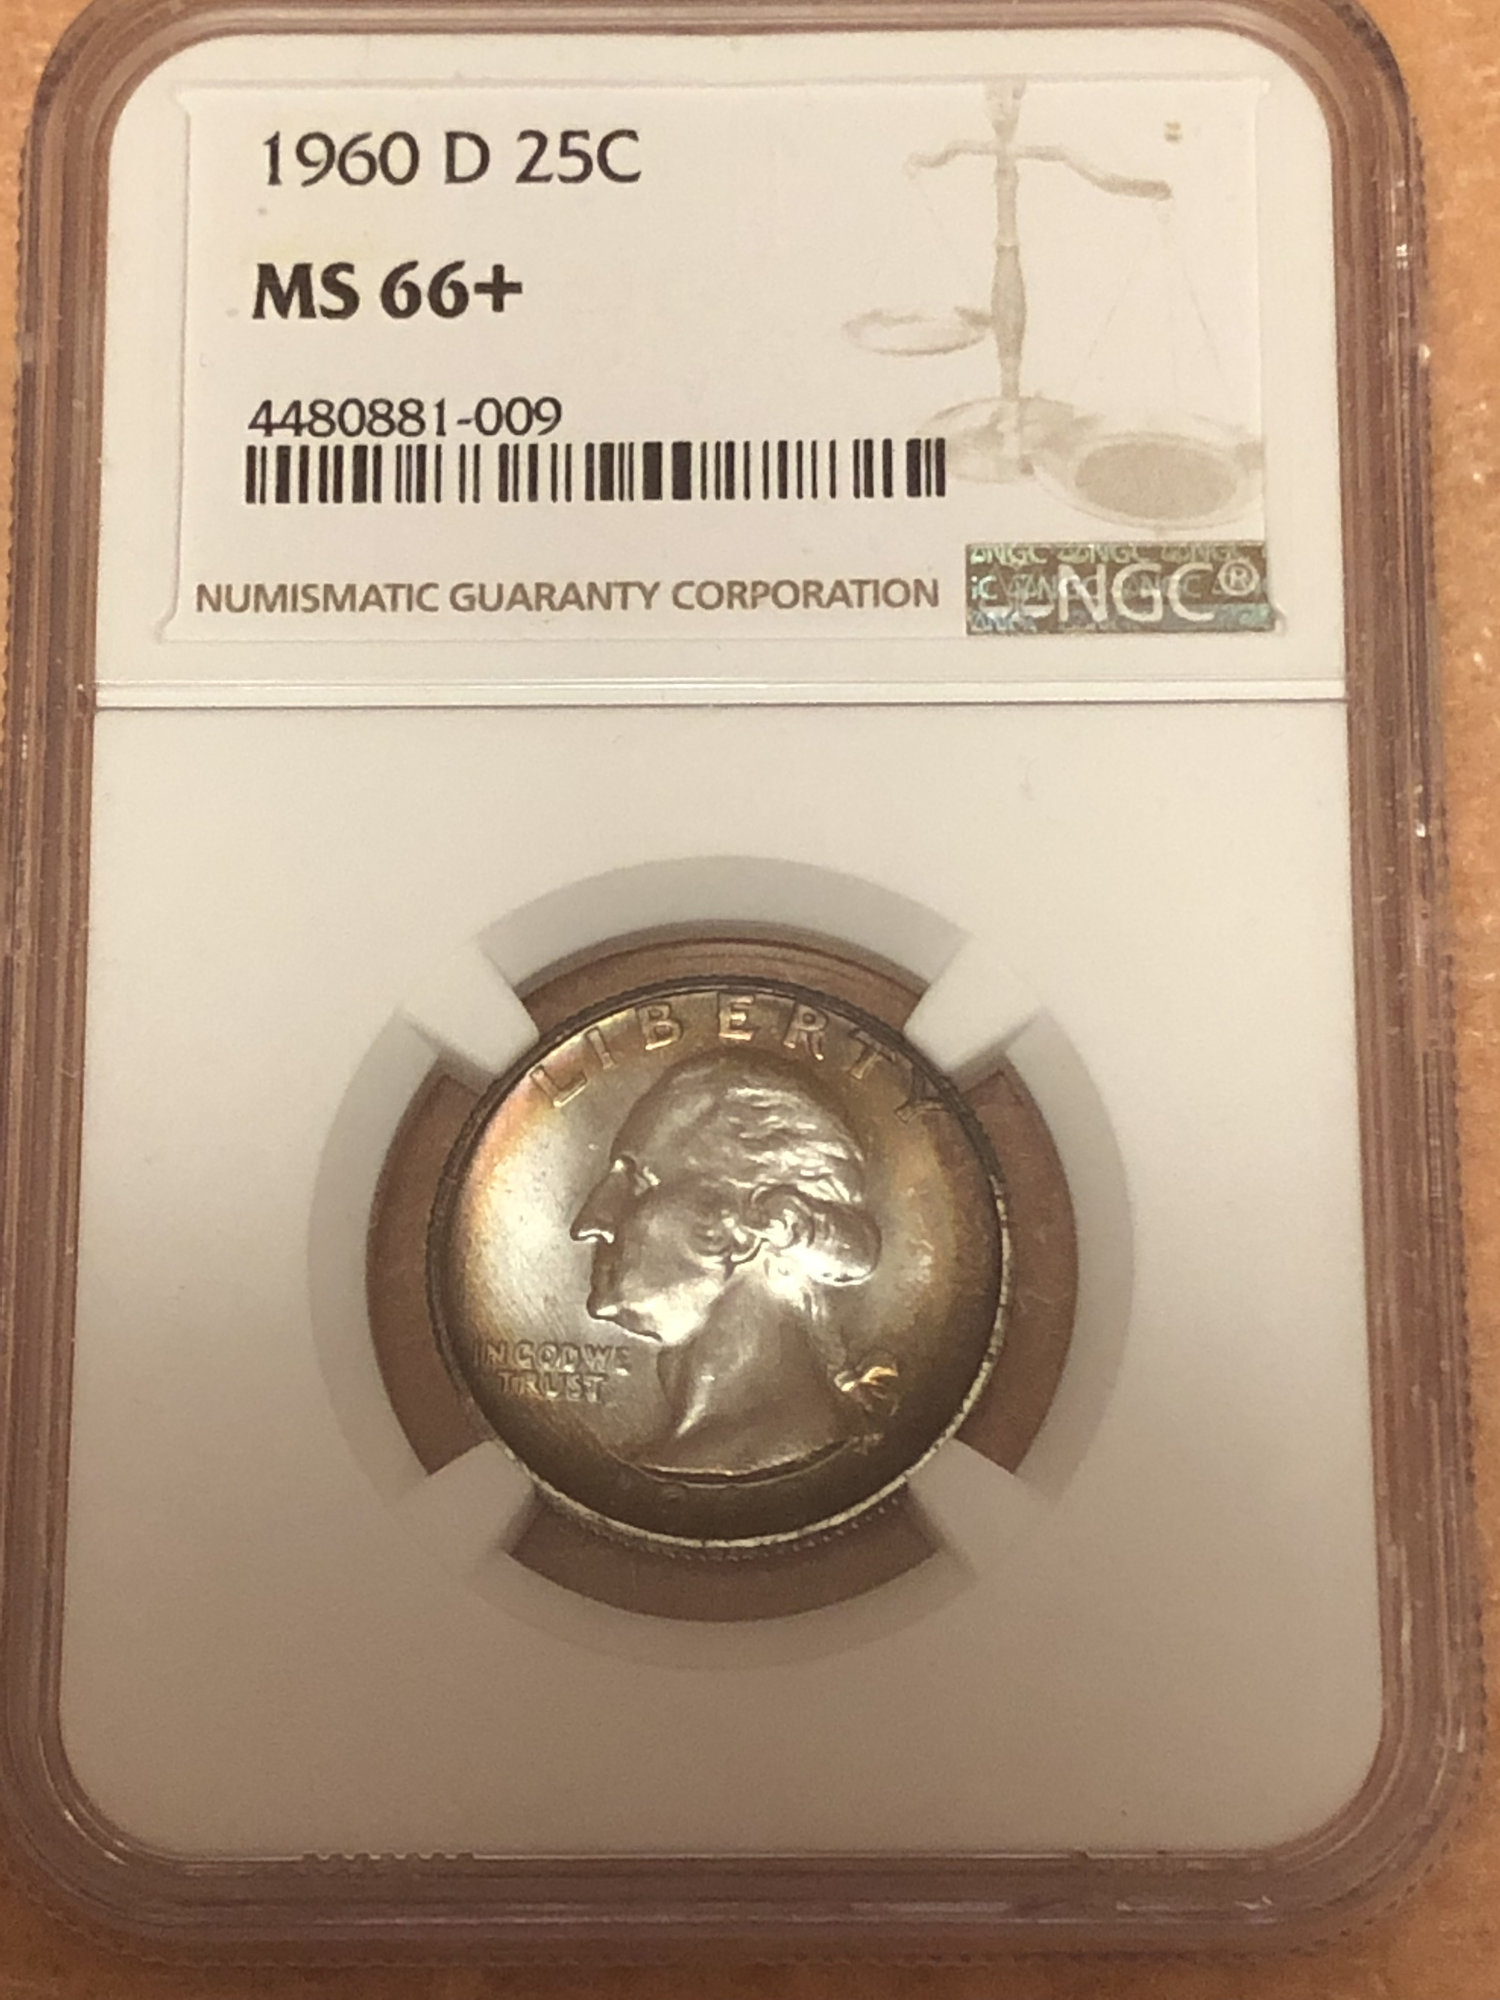 1960 D 25C
MS 66+
4480881-009
NUMISMATIC GUARANTY CORPORATION
NGC®
LIBERTY
IN GOD WE
TRUST